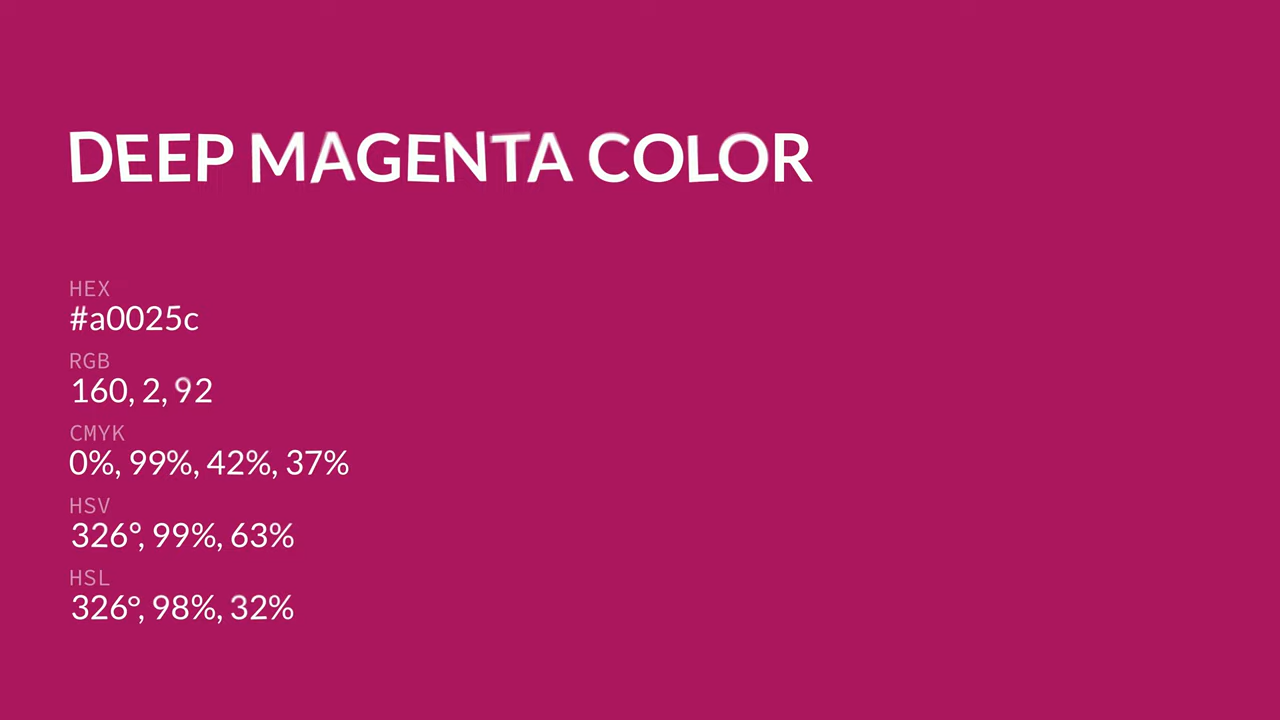 DEEP MAGENTA COLOR
HEX
#a0025c
RGB
160, 2, 92
CMYK
0%, 99%, 42%, 37%
HSV
326°, 99%, 63%
HSL
326°, 98%, 32%